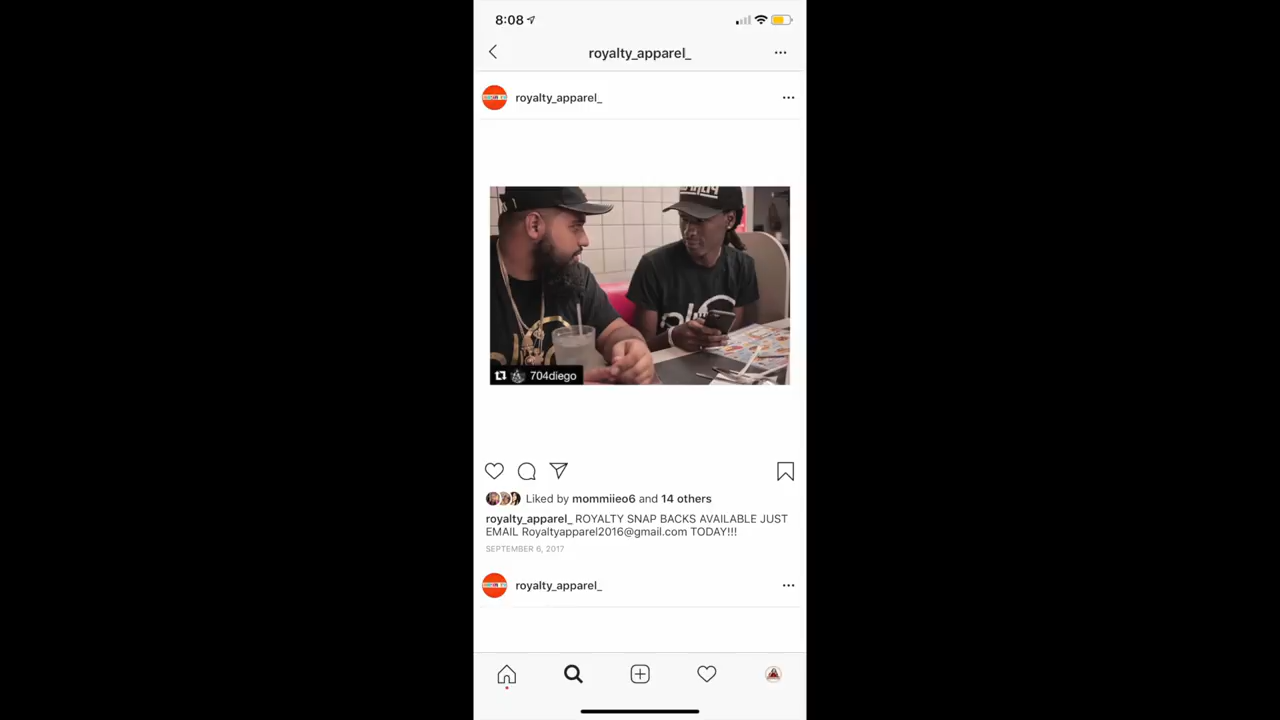 8:08
royalty_apparel_
royalty_apparel_
704diego
Liked by mommiieo6 and 14 others
royalty_apparel_ ROYALTY SNAP BACKS AVAILABLE JUST
EMAIL Royaltyapparel2016@gmail.com TODAY!!!
SEPTEMBER 6, 2017
royalty_apparel_